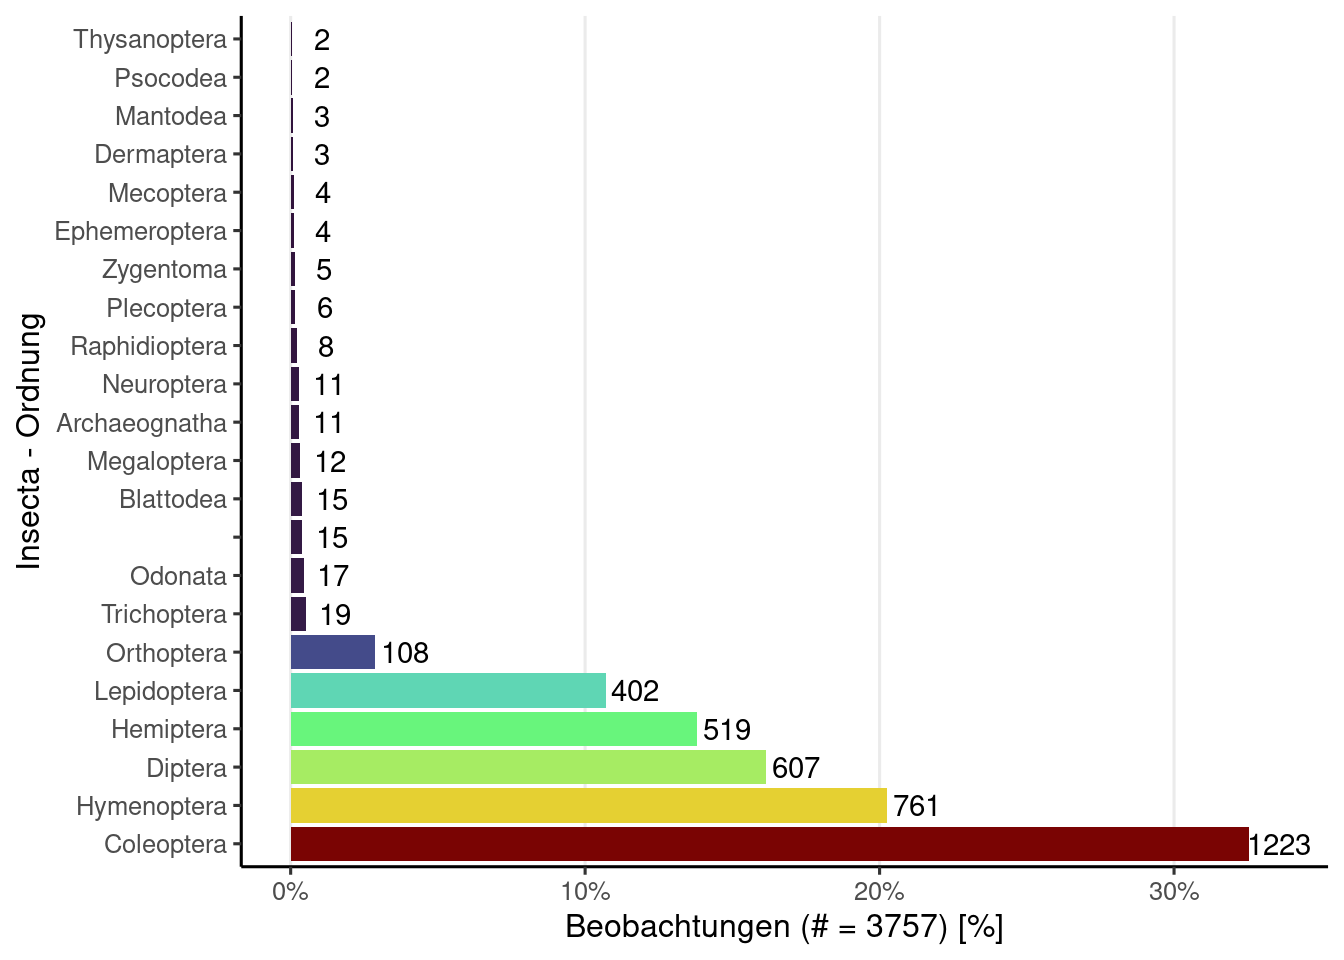 Insecta - Ordnung
Thysanoptera 2
Psocodea 2
Mantodea 3
Dermaptera 3
Mecoptera 4
Ephemeroptera 4
Zygentoma 5
Plecoptera 6
Raphidioptera 8
Neuroptera 11
Archaeognatha 11
Megaloptera 12
Blattodea 15
15
Odonata 17
Trichoptera 19
Orthoptera 108
Lepidoptera 402
Hemiptera 519
Diptera 607
Hymenoptera 761
Coleoptera 1223
0% 10% 20% 30%
Beobachtungen (# = 3757) [%]